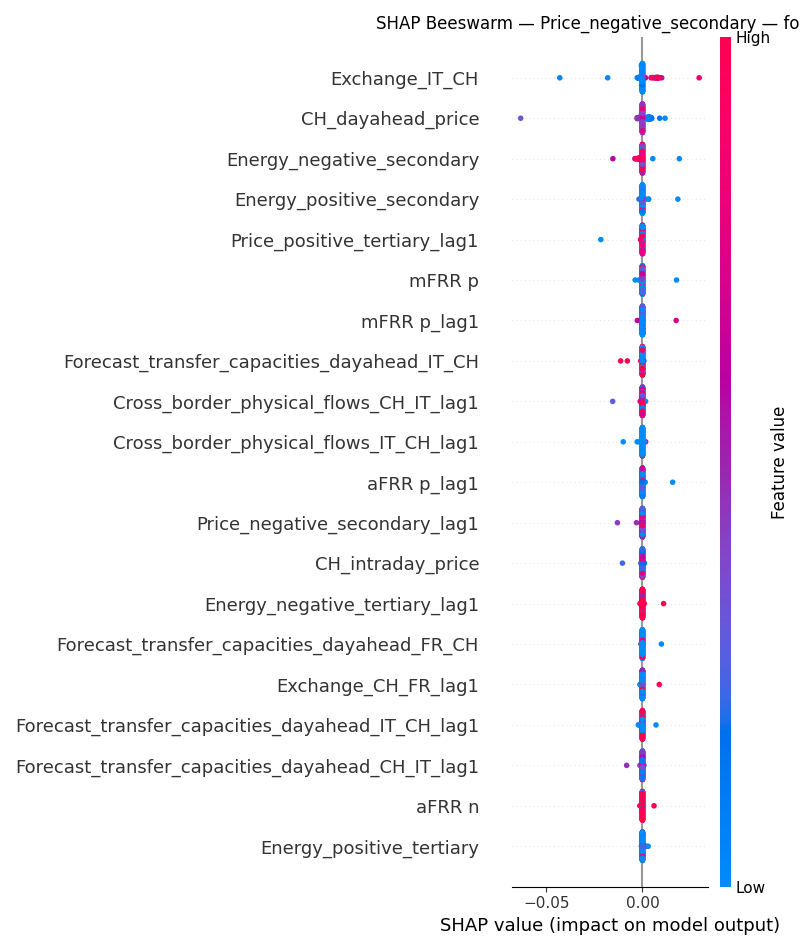 SHAP Beeswarm — Price_negative_secondary — fo
High
Exchange_IT_CH
CH_dayahead_price
Energy_negative_secondary
Energy_positive_secondary
Price_positive_tertiary_lag1
mFRR p
mFRR p_lag1
Forecast_transfer_capacities_dayahead_IT_CH
Cross_border_physical_flows_CH_IT_lag1
Cross_border_physical_flows_IT_CH_lag1
aFRR p_lag1
Price_negative_secondary_lag1
CH_intraday_price
Energy_negative_tertiary_lag1
Forecast_transfer_capacities_dayahead_FR_CH
Exchange_CH_FR_lag1
Forecast_transfer_capacities_dayahead_IT_CH_lag1
Forecast_transfer_capacities_dayahead_CH_IT_lag1
aFRR n
Energy_positive_tertiary
Feature value
Low
−0.05 0.00
SHAP value (impact on model output)